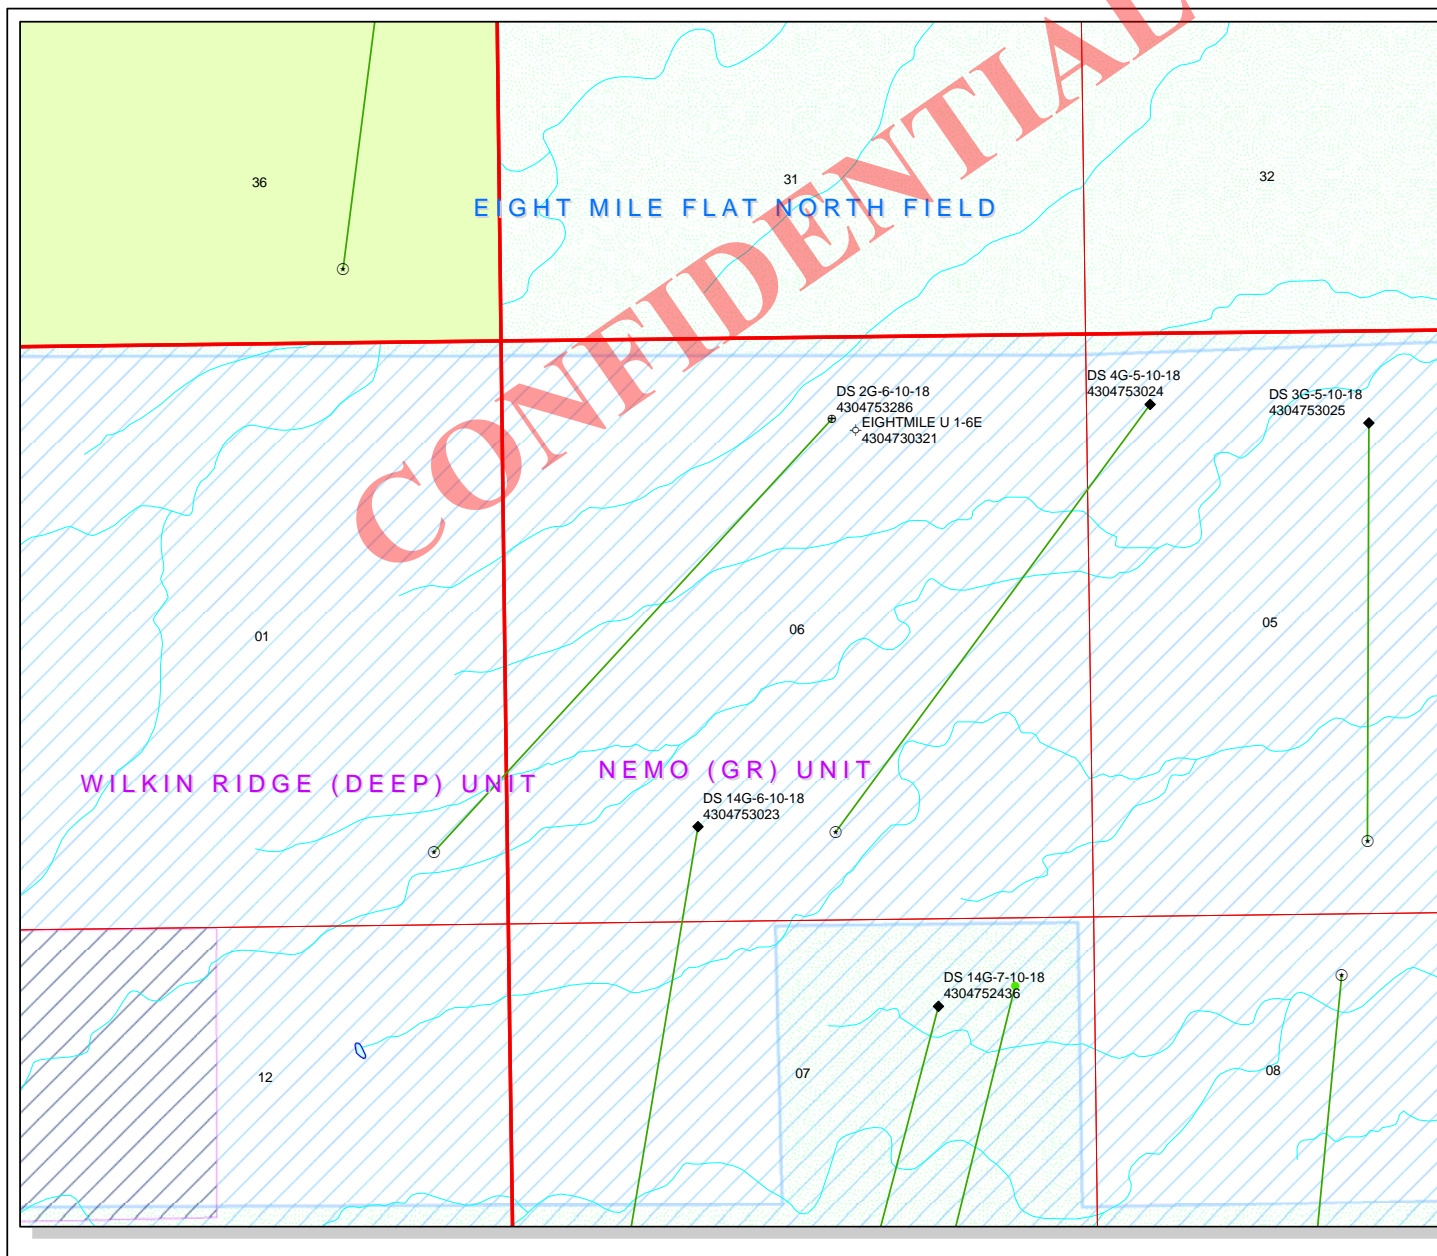 CONFIDENTIAL
36
31
32
EIGHT MILE FLAT NORTH FIELD
DS 2G-6-10-18
4304753286
EIGHTMILE U 1-6E
4304730321
DS 4G-5-10-18
4304753024
DS 3G-5-10-18
4304753025
01
06
05
WILKIN RIDGE (DEEP) UNIT
NEMO (GR) UNIT
DS 14G-6-10-18
4304753023
DS 14G-7-10-18
4304752436
12
07
08